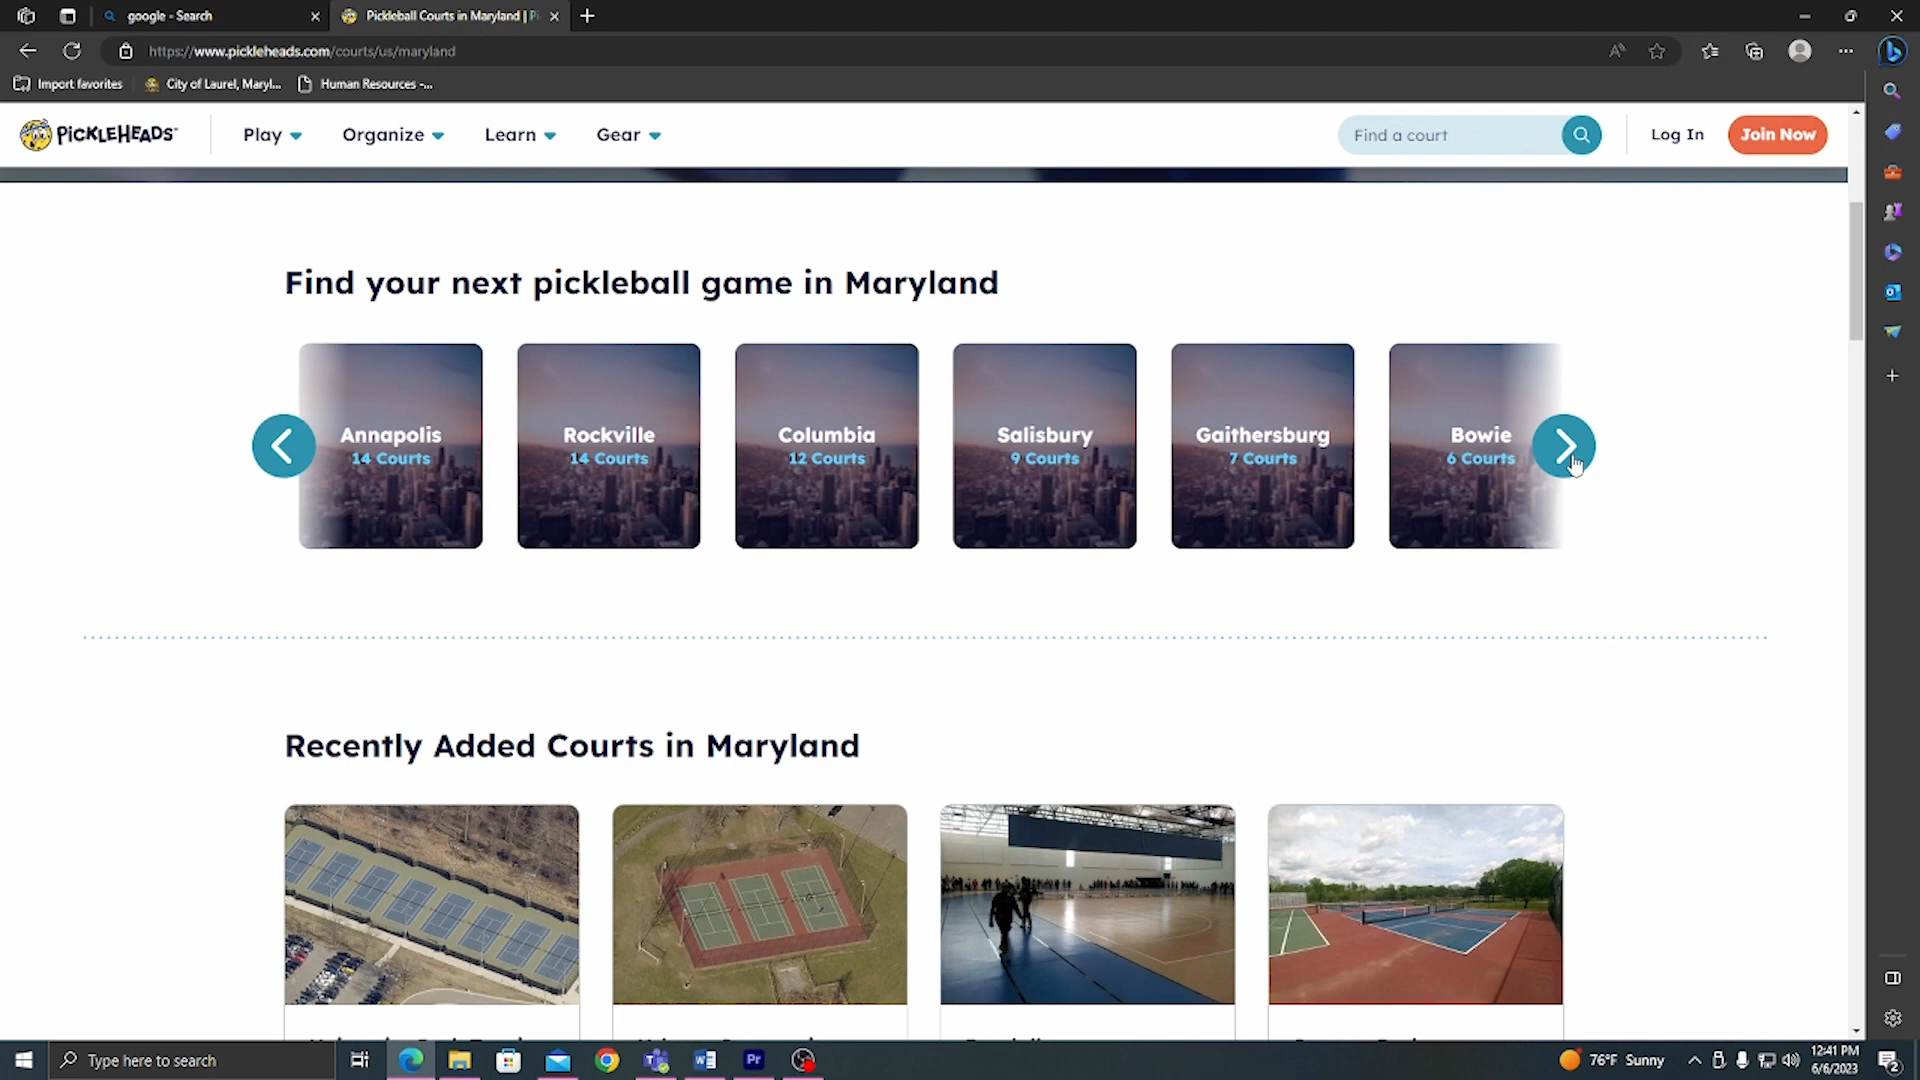 google - Search
Pickleball Courts in Maryland | Pi
https://www.pickleheads.com/courts/us/maryland
Import favorites
City of Laurel, Maryl...
Human Resources -...
PICKLEHEADS
Play
Organize
Learn
Gear
Find a court
Log In
Join Now
Find your next pickleball game in Maryland
Annapolis
14 Courts
Rockville
14 Courts
Columbia
12 Courts
Salisbury
9 Courts
Gaithersburg
7 Courts
Bowie
6 Courts
Recently Added Courts in Maryland
Type here to search
76°F Sunny
12:41 PM
6/6/2023
2